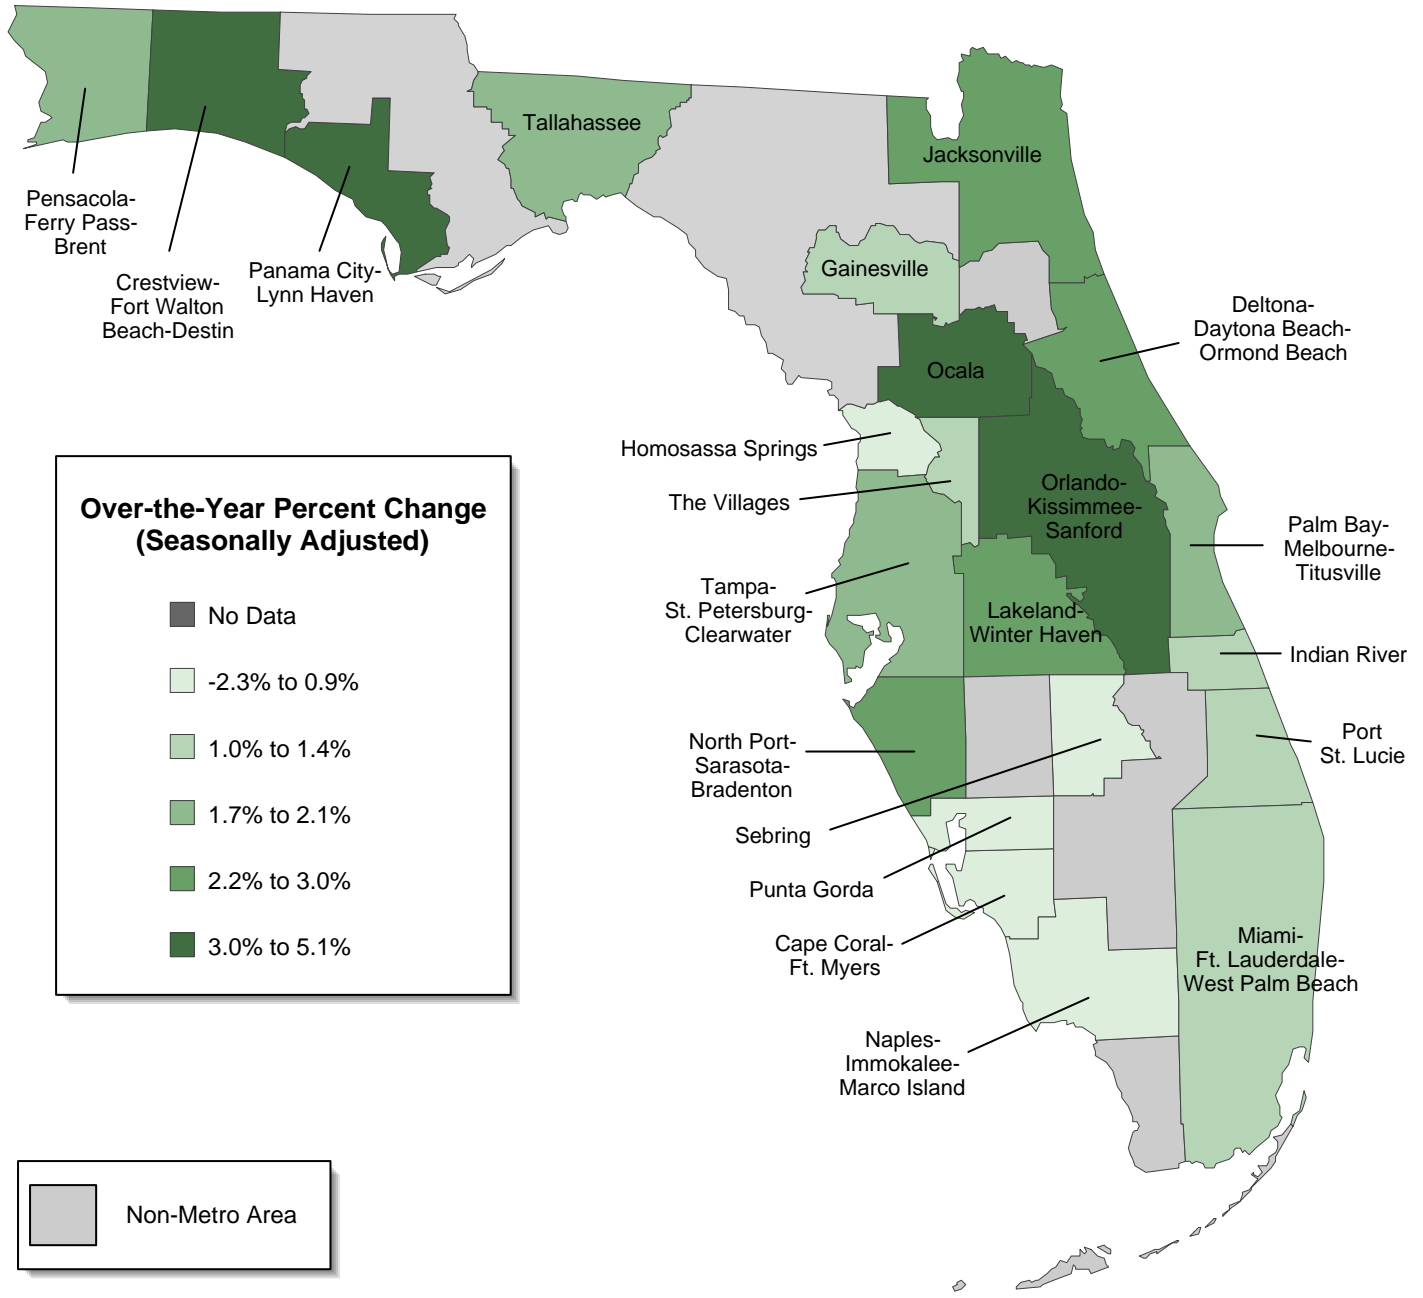 Tallahassee
Jacksonville
Pensacola-
Ferry Pass-
Brent
Crestview-
Fort Walton
Beach-Destin
Panama City-
Lynn Haven
Gainesville
Deltona-
Daytona Beach-
Ormond Beach
Ocala
Homosassa Springs
The Villages
Orlando-
Kissimmee-
Sanford
Palm Bay-
Melbourne-
Titusville
Tampa-
St. Petersburg-
Clearwater
Lakeland-
Winter Haven
Indian River
North Port-
Sarasota-
Bradenton
Port
St. Lucie
Sebring
Punta Gorda
Cape Coral-
Ft. Myers
Miami-
Ft. Lauderdale-
West Palm Beach
Naples-
Immokalee-
Marco Island
Over-the-Year Percent Change
(Seasonally Adjusted)
No Data
-2.3% to 0.9%
1.0% to 1.4%
1.7% to 2.1%
2.2% to 3.0%
3.0% to 5.1%
Non-Metro Area